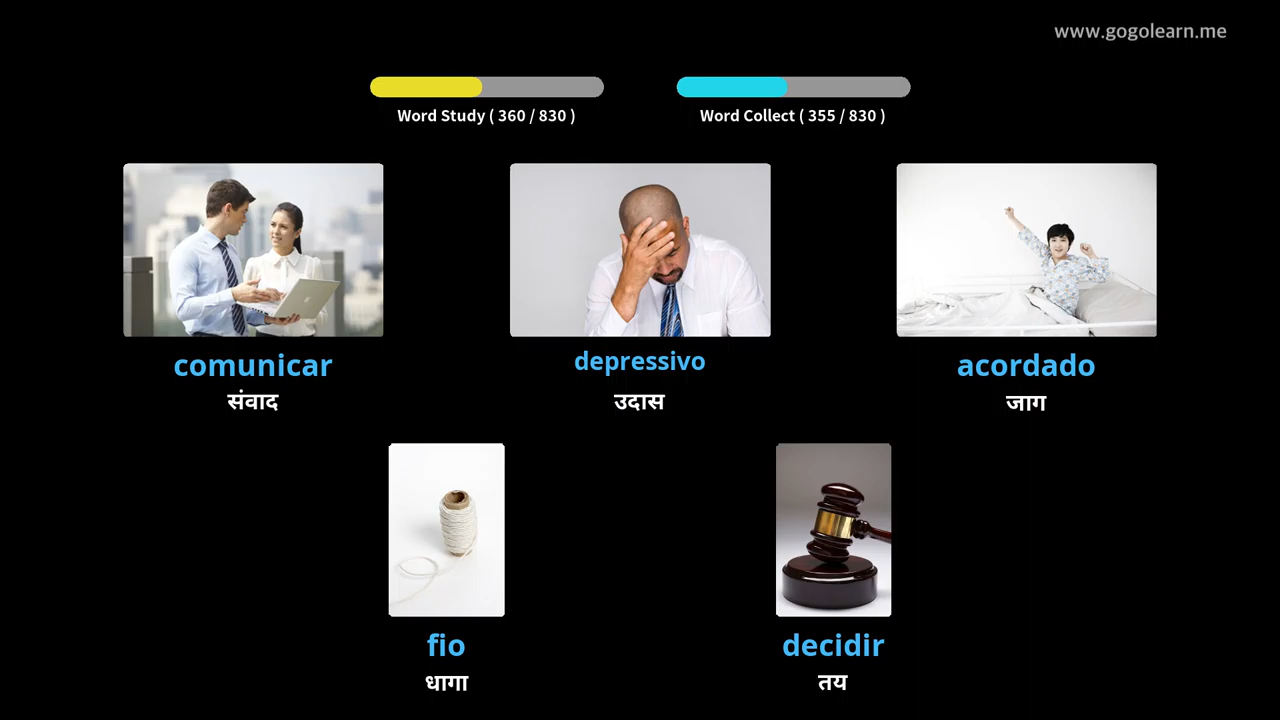 www.gogolearn.me
Word Study ( 360 / 830 )
Word Collect ( 355 / 830 )
comunicar
संवाद
depressivo
उदास
acordado
जाग
fio
धागा
decidir
तय